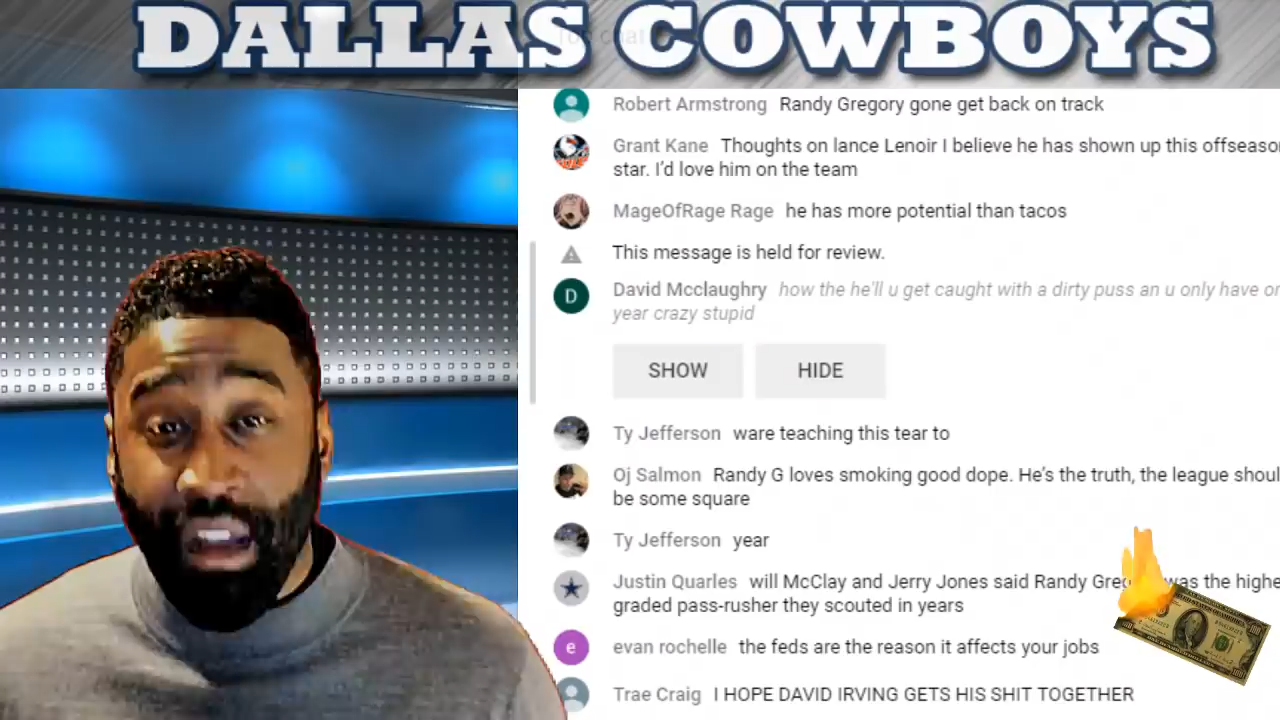 DALLAS COWBOYS
Top chat
Robert Armstrong Randy Gregory gone get back on track
Grant Kane Thoughts on lance Lenoir I believe he has shown up this offseason
star. I'd love him on the team
MageOfRage Rage he has more potential than tacos
This message is held for review.
D
David Mcclaughry how the he'll u get caught with a dirty puss an u only have
year crazy stupid
SHOW HIDE
Ty Jefferson ware teaching this tear to
Oj Salmon Randy G loves smoking good dope. He's the truth, the league
be some square
Ty Jefferson year
Justin Quarles will McClay and Jerry Jones said Randy was the
graded pass-rusher they scouted in years
e
evan rochelle the feds are the reason it affects your jobs
Trae Craig I HOPE DAVID IRVING GETS HIS SHIT TOGETHER